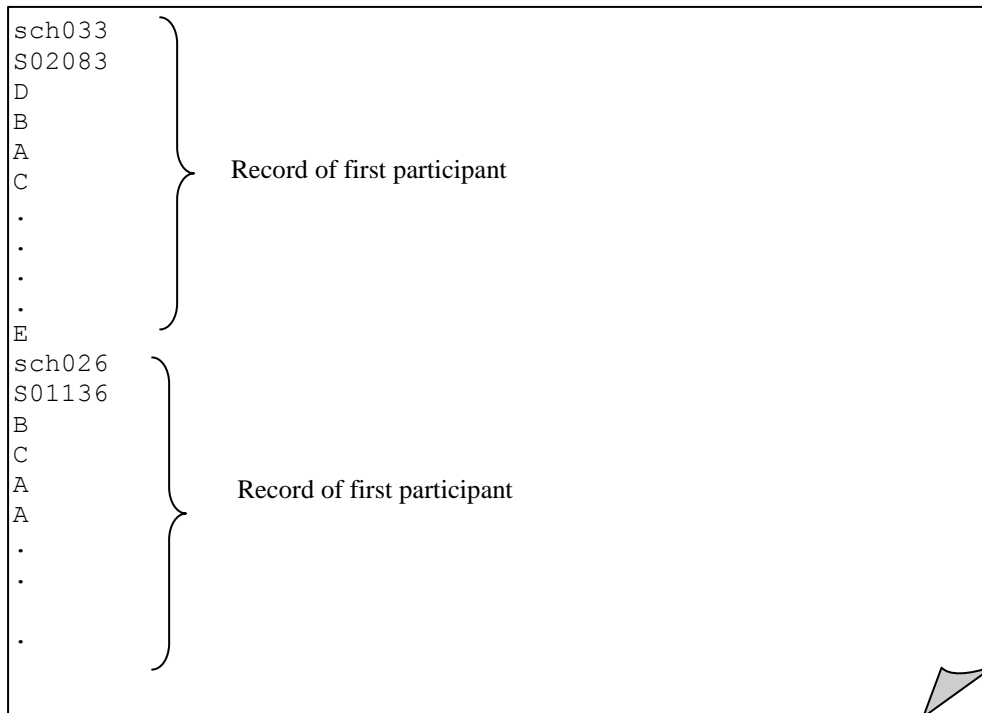 sch033
S02083
D
B
A
C
.
.
.
.
E
Record of first participant
sch026
S01136
B
C
A
A
.
.
.
Record of first participant